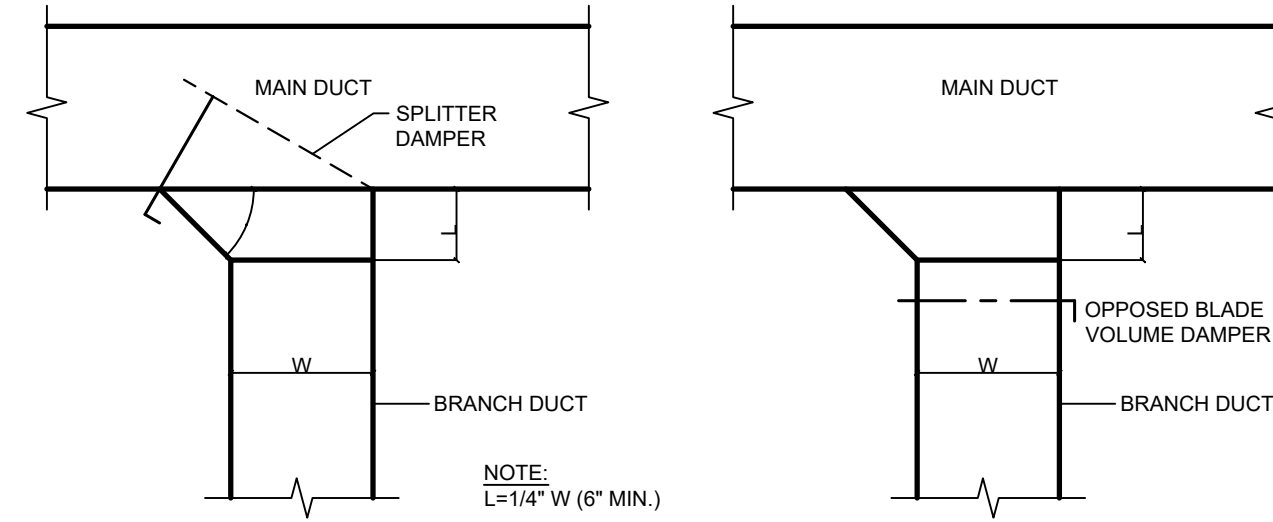 MAIN DUCT
SPLITTER
DAMPER
L
W
BRANCH DUCT
NOTE:
L=1/4" W (6" MIN.)
MAIN DUCT
L
OPPOSED BLADE
VOLUME DAMPER
W
BRANCH DUCT